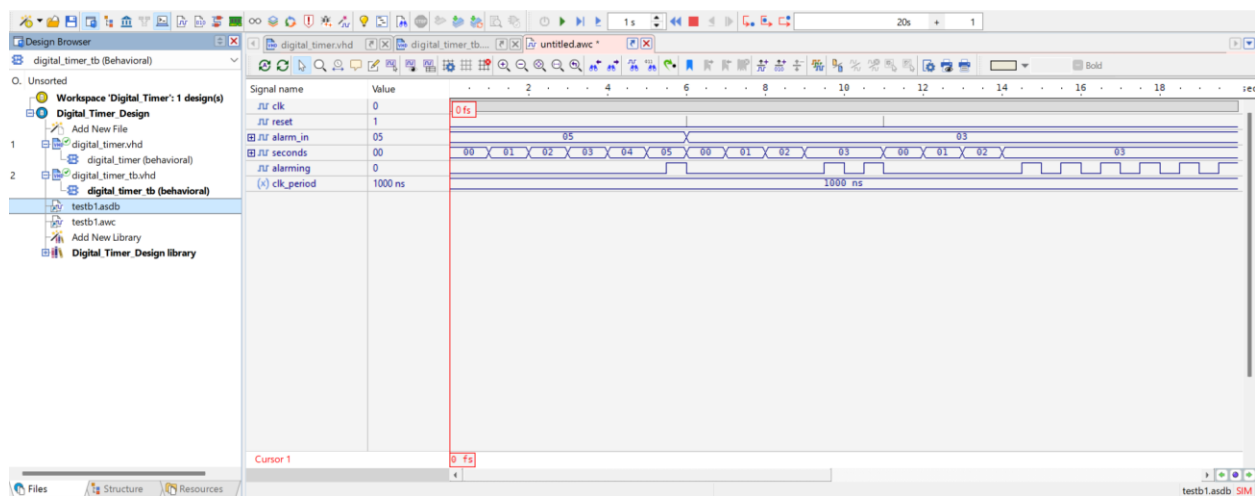 1 s
20s + 1
Design Browser
digital_timer_tb (Behavioral)
O. Unsorted
Workspace 'Digital_Timer': 1 design(s)
Digital_Timer_Design
Add New File
1 digital_timer.vhd
digital_timer (behavioral)
2 digital_timer_tb.vhd
digital_timer_tb (behavioral)
testb1.asdb
testb1.awc
Add New Library
Digital_Timer_Design library
Files Structure Resources
digital_timer.vhd digital_timer_tb.... untitled.awc *
Bold
Signal name Value 2 4 6 8 10 12 14 16 18 sec
clk 0 0 fs
reset 1
alarm_in 05 05 03
seconds 00 00 01 02 03 04 05 00 01 02 03 00 01 02 03
alarming 0
(x) clk_period 1000 ns 1000 ns
Cursor 1 0 fs
testb1.asdb SIM